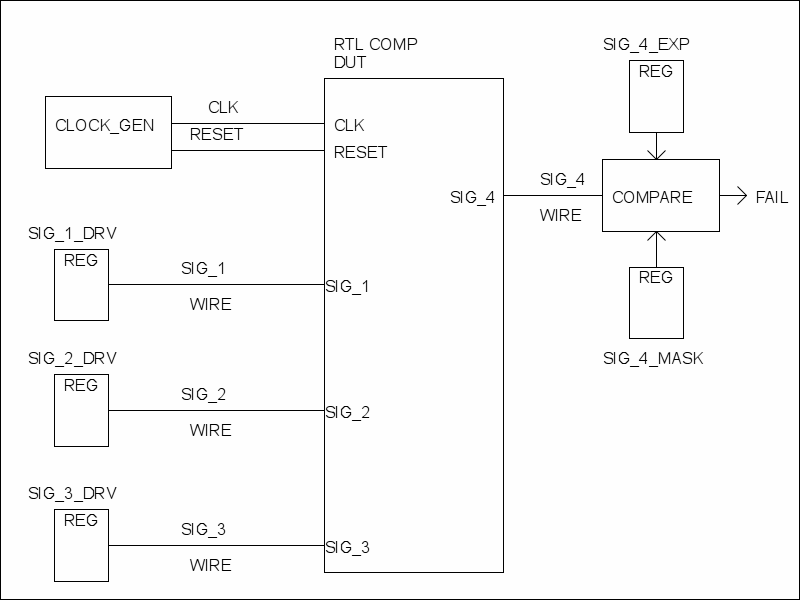 RTL COMP
DUT
SIG_4_EXP
REG
CLK
CLOCK_GEN
CLK
RESET
RESET
SIG_4
SIG_4
WIRE
COMPARE
FAIL
SIG_1_DRV
REG
SIG_1
WIRE
SIG_1
REG
SIG_4_MASK
SIG_2_DRV
REG
SIG_2
WIRE
SIG_2
SIG_3_DRV
REG
SIG_3
WIRE
SIG_3